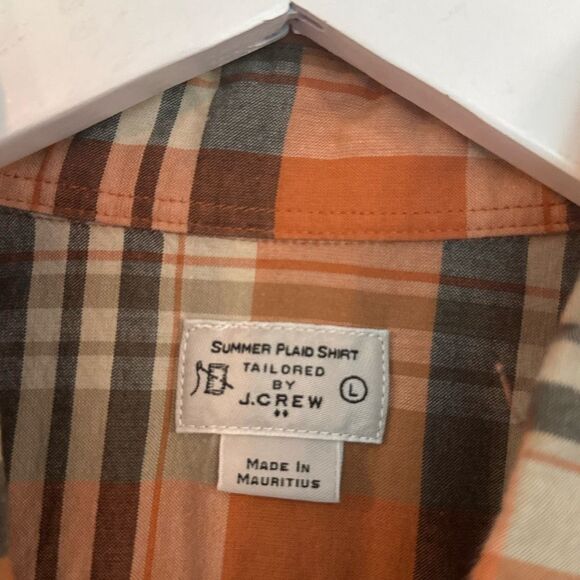 SUMMER PLAID SHIRT
TAILORED
BY
L
J.CREW
MADE IN
MAURITIUS